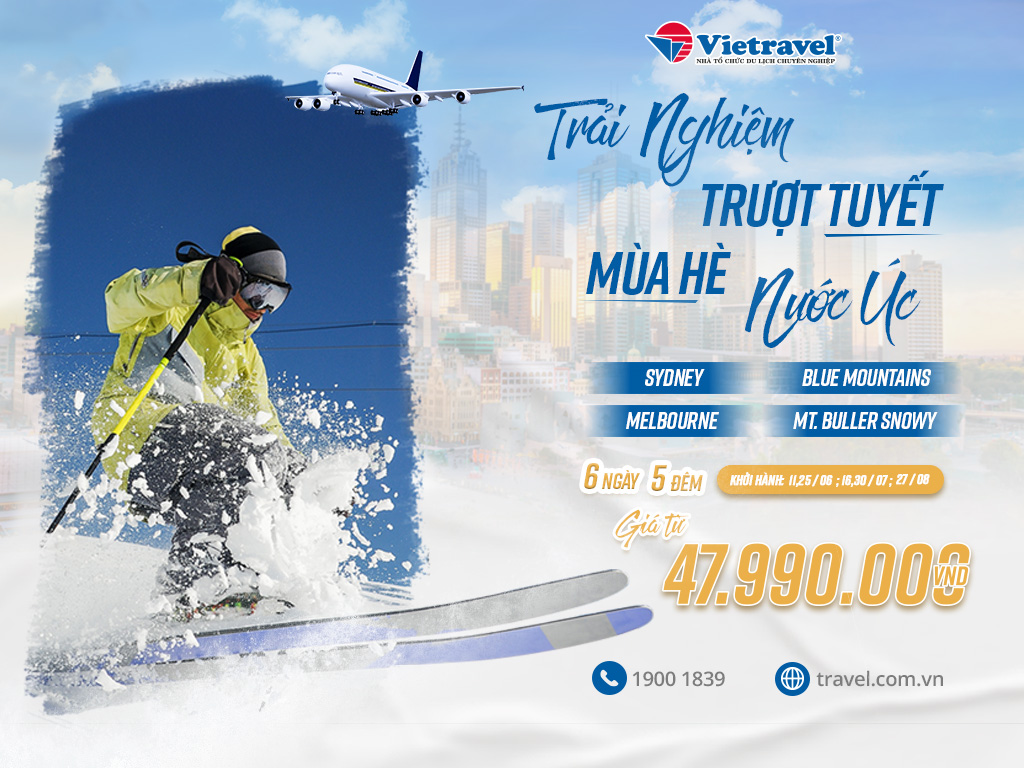 Vietravel®
NHÀ TỔ CHỨC DU LỊCH CHUYÊN NGHIỆP
Trải Nghiệm
TRƯỢT TUYẾT
MÙA HÈ
Nước Úc
SYDNEY
BLUE MOUNTAINS
MELBOURNE
MT. BULLER SNOWY
6 NGÀY 5 ĐÊM
KHỞI HÀNH: 11,25 / 06 ; 16,30 / 07 ; 27 / 08
Giá từ
47.990.000 VND
1900 1839
travel.com.vn